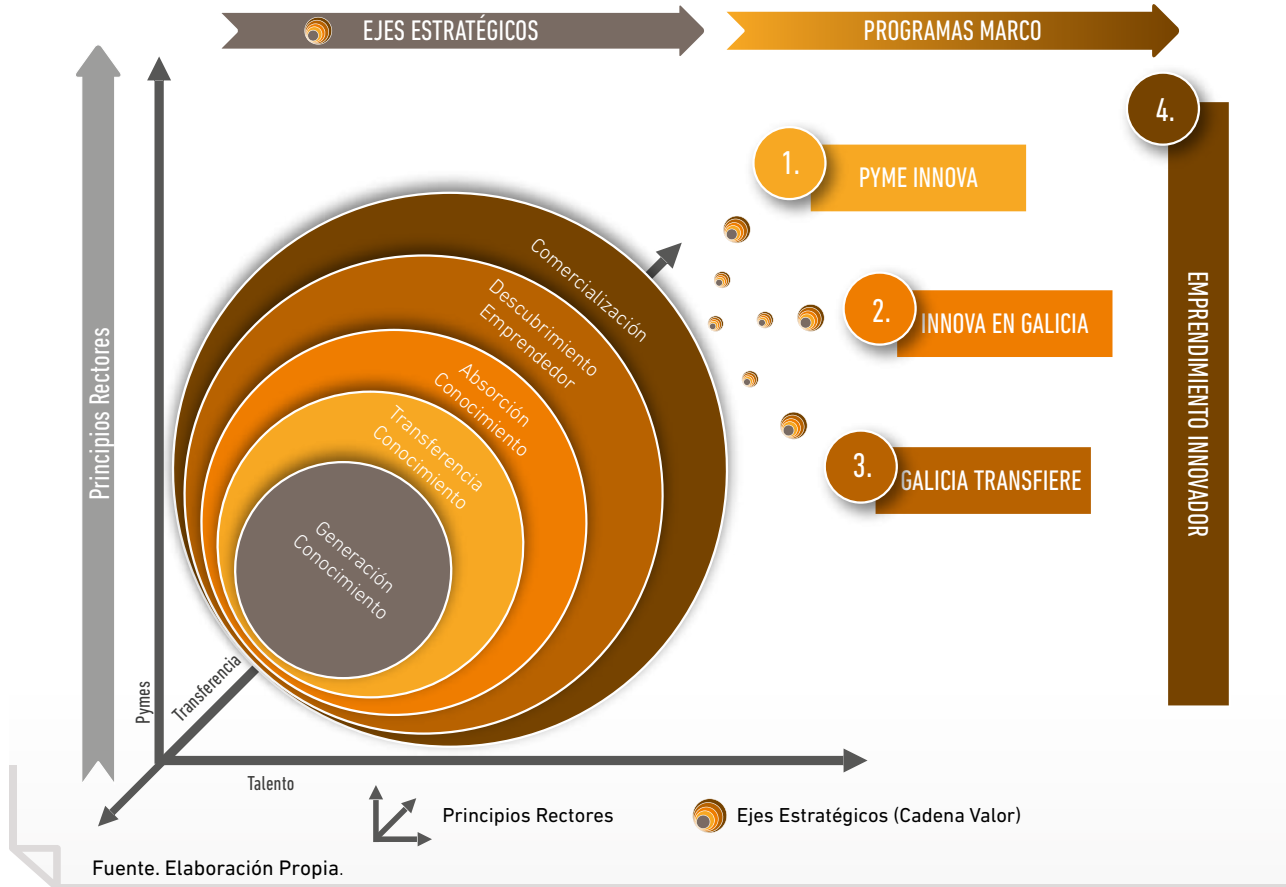 EJES ESTRATÉGICOS
PROGRAMAS MARCO
Principios Rectores
Pymes
Transferencia
Talento
Comercialización
Descubrimiento
Emprendedor
Absorción
Conocimiento
Transferencia
Conocimiento
Generación
Conocimiento
1.
PYME INNOVA
2.
INNOVA EN GALICIA
3.
GALICIA TRANSFIERE
4.
EMPRENDIMIENTO INNOVADOR
Principios Rectores
Ejes Estratégicos (Cadena Valor)
Fuente. Elaboración Propia.